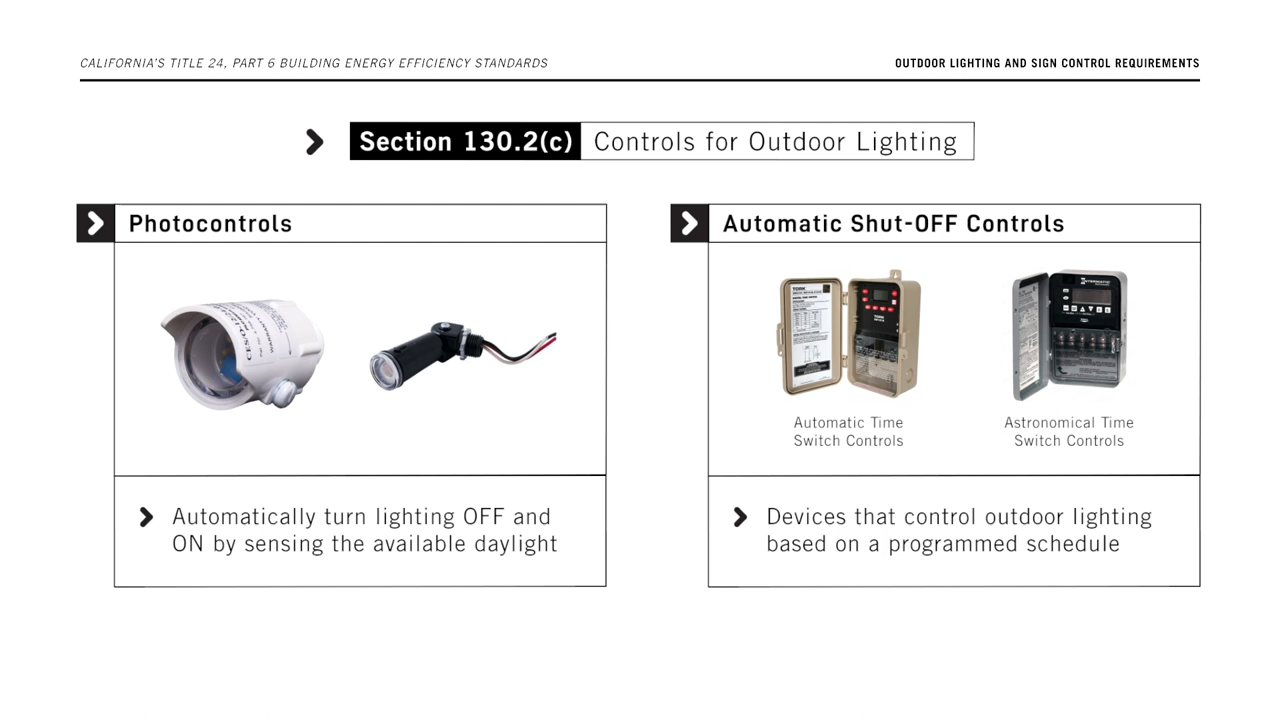 CALIFORNIA'S TITLE 24, PART 6 BUILDING ENERGY EFFICIENCY STANDARDS
OUTDOOR LIGHTING AND SIGN CONTROL REQUIREMENTS
Section 130.2(c) Controls for Outdoor Lighting
Photocontrols
Automatically turn lighting OFF and
ON by sensing the available daylight
Automatic Shut-OFF Controls
TORK
INTERMATIC
Automatic Time
Switch Controls
Astronomical Time
Switch Controls
Devices that control outdoor lighting
based on a programmed schedule